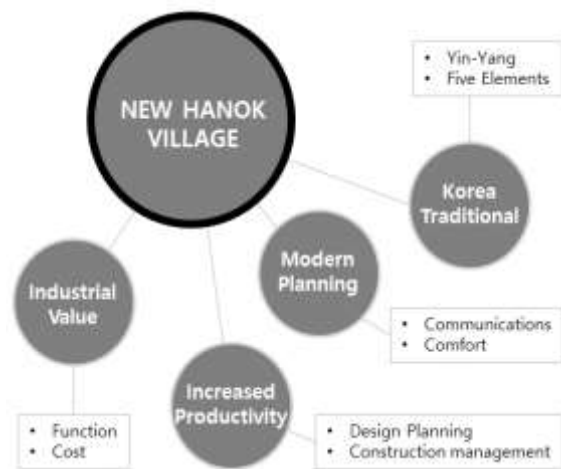 NEW HANOK
VILLAGE
• Yin-Yang
• Five Elements
Korea
Traditional
Modern
Planning
• Communications
• Comfort
Industrial
Value
• Function
• Cost
Increased
Productivity
• Design Planning
• Construction management